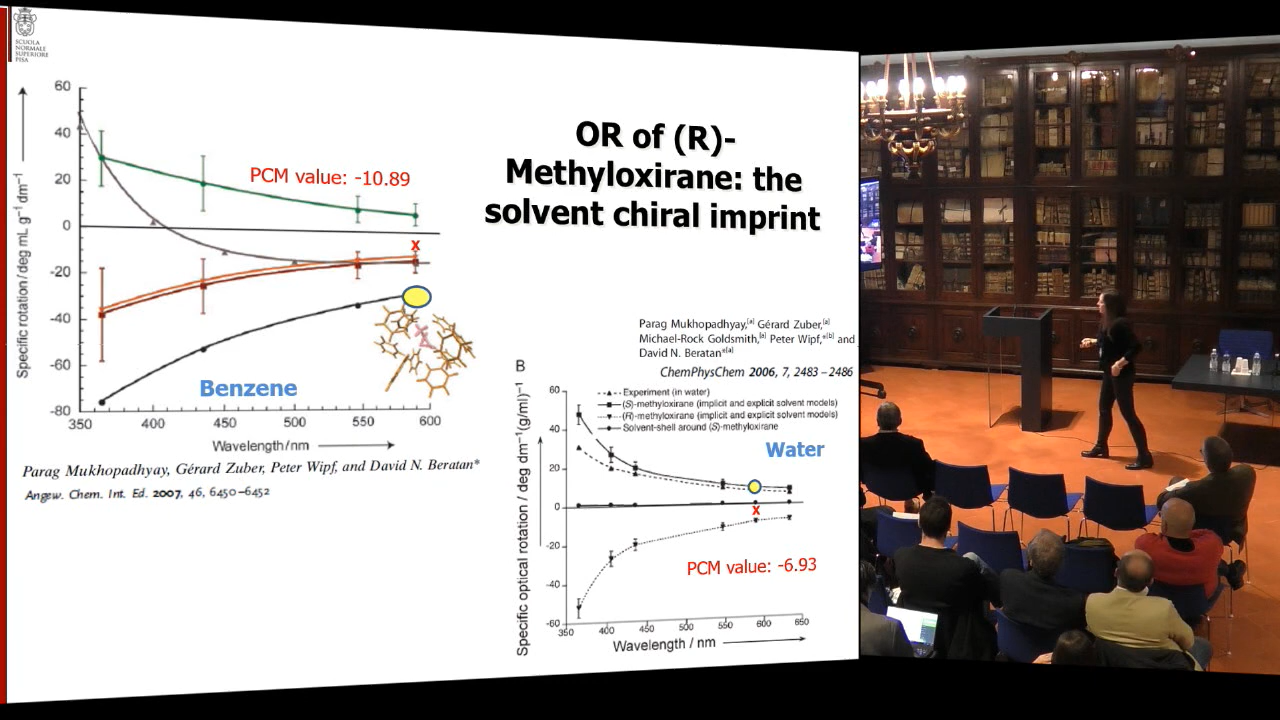 SCUOLA
NORMALE
SUPERIORE
PISA
OR of (R)-
Methyloxirane: the
solvent chiral imprint
Specific rotation / deg mL g⁻¹ dm⁻¹
60
40
20
0
-20
-40
-60
-80
PCM value: -10.89
x
Benzene
350
400
450
500
550
600
Wavelength/nm
Parag Mukhopadhyay, Gérard Zuber, Peter Wipf, and David N. Beratan*
Angew. Chem. Int. Ed. 2007, 46, 6450–6452
Parag Mukhopadhyay,[a] Gérard Zuber,[a]
Michael-Rock Goldsmith,[a] Peter Wipf,*[b] and
David N. Beratan*[a]
ChemPhysChem 2006, 7, 2483 – 2486
B
Specific optical rotation / deg dm⁻¹(g/ml)⁻¹
60
40
20
0
-20
-40
-60
Experiment (in water)
(S)-methyloxirane (implicit and explicit solvent models)
(R)-methyloxirane (implicit and explicit solvent models)
Solvent-shell around (S)-methyloxirane
Water
x
PCM value: -6.93
350
400
450
500
550
600
650
Wavelength / nm